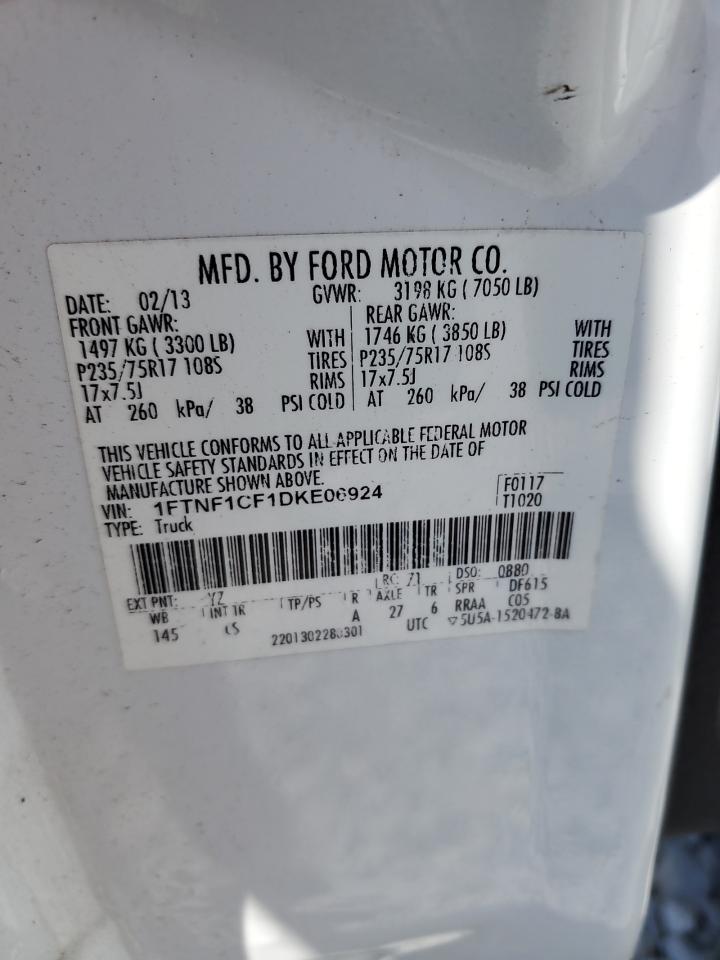 MFD. BY FORD MOTOR CO.
DATE: 02/13 GVWR: 3198 KG ( 7050 LB)
FRONT GAWR: REAR GAWR:
1497 KG ( 3300 LB) WITH 1746 KG ( 3850 LB) WITH
P235/75R17 108S TIRES P235/75R17 108S TIRES
17x7.5J RIMS 17x7.5J RIMS
AT 260 kPa/ 38 PSI COLD AT 260 kPa/ 38 PSI COLD
THIS VEHICLE CONFORMS TO ALL APPLICABLE FEDERAL MOTOR
VEHICLE SAFETY STANDARDS IN EFFECT ON THE DATE OF
MANUFACTURE SHOWN ABOVE.
VIN: 1FTNF1CF1DKE06924 F0117
TYPE: Truck T1020
EXT PNT: YZ RC: 71 DSO: 0880
WB INT TR TP/PS R AXLE TR SPR DF615
145 CS A 27 6 RRAA C05
UTC 5U5A-1520472-BA